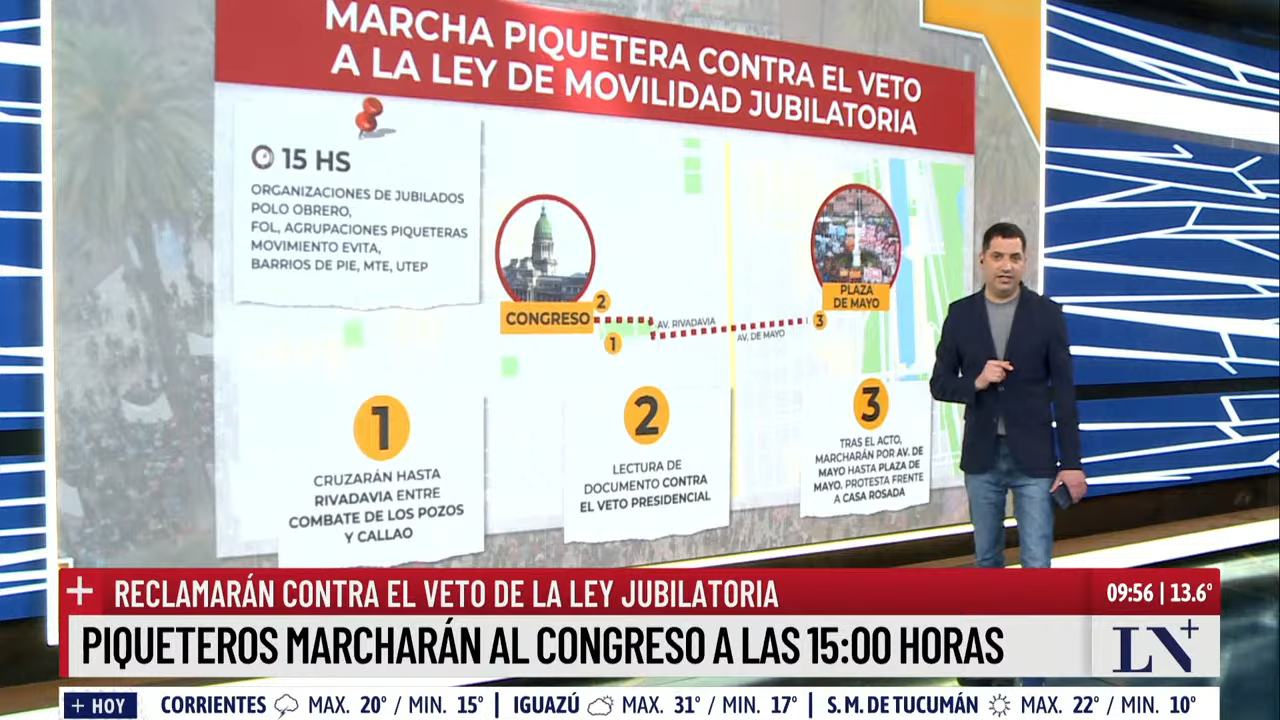 MARCHA PIQUETERA CONTRA EL VETO
A LA LEY DE MOVILIDAD JUBILATORIA
15 HS
ORGANIZACIONES DE JUBILADOS
POLO OBRERO,
FOL, AGRUPACIONES PIQUETERAS
MOVIMIENTO EVITA,
BARRIOS DE PIE, MTE, UTEP
CONGRESO
2
1
AV. RIVADAVIA
AV. DE MAYO
3
PLAZA
DE MAYO
1
CRUZARÁN HASTA
RIVADAVIA ENTRE
COMBATE DE LOS POZOS
Y CALLAO
2
LECTURA DE
DOCUMENTO CONTRA
EL VETO PRESIDENCIAL
3
TRAS EL ACTO,
MARCHARÁN POR AV. DE
MAYO HASTA PLAZA DE
MAYO. PROTESTA FRENTE
A CASA ROSADA
+ RECLAMARÁN CONTRA EL VETO DE LA LEY JUBILATORIA
09:56 | 13.6°
PIQUETEROS MARCHARÁN AL CONGRESO A LAS 15:00 HORAS
LN+
+ HOY CORRIENTES MAX. 20° / MIN. 15° | IGUAZÚ MAX. 31° / MIN. 17° | S. M. DE TUCUMÁN MAX. 22° / MIN. 10°